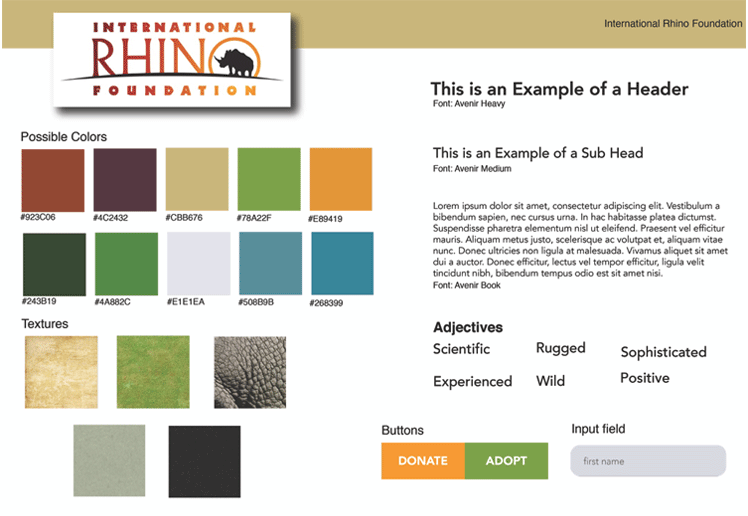 International Rhino Foundation
INTERNATIONAL
RHINO
FOUNDATION
This is an Example of a Header
Font: Avenir Heavy
Possible Colors
#923C06
#4C2432
#CBB676
#78A22F
#E89419
#243B19
#4A882C
#E1E1EA
#508B9B
#268399
This is an Example of a Sub Head
Font: Avenir Medium
Lorem ipsum dolor sit amet, consectetur adipiscing elit. Vestibulum a
bibendum sapien, nec cursus urna. In hac habitasse platea dictumst.
Suspendisse pharetra elementum nisl ut eleifend. Praesent vel efficitur
mauris. Aliquam metus justo, scelerisque ac volutpat et, aliquam vitae
nunc. Donec ultricies non ligula at malesuada. Vivamus aliquet sit amet
dui a auctor. Donec efficitur, lectus vel tempor efficitur, ligula velit
tincidunt nibh, bibendum tempus odio est sit amet nisi.
Font: Avenir Book
Textures
Adjectives
Scientific Rugged Sophisticated
Experienced Wild Positive
Buttons
DONATE ADOPT
Input field
first name